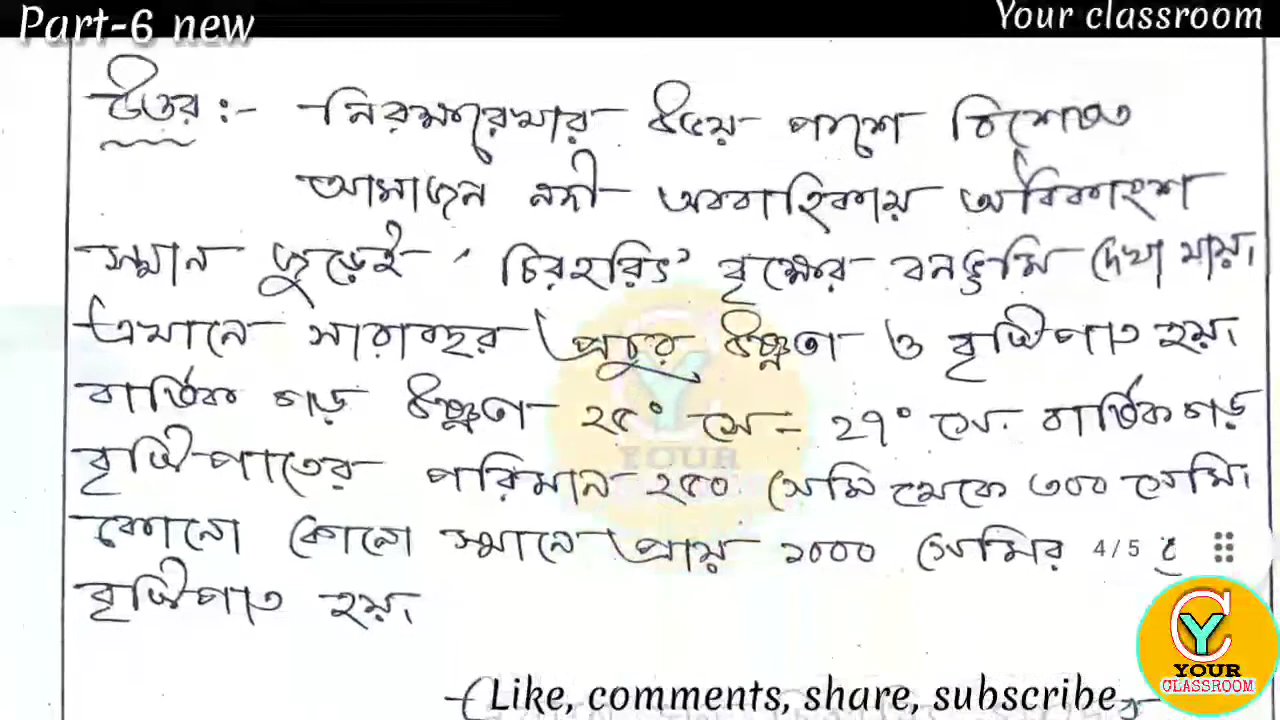 Part-6 new
Your classroom
উত্তর :- নিরক্ষরেখার উভয় পাশে বিশেষত
আমাজন নদী অববাহিকায় অধিকাংশ
স্থান জুড়েই 'চিরহরিৎ' বৃক্ষের বনভূমি দেখা যায়।
এখানে সারাবছর প্রচুর উষ্ণতা ও বৃষ্টিপাত হয়।
বার্ষিক গড় উষ্ণতা ২৫° সে - ২৭° সে. বার্ষিক গড়
বৃষ্টিপাতের পরিমান ২৫০ সেমি থেকে ৩০০ সেমি।
কোনো কোনো স্থানে প্রায় ১০০০ সেমির 4/5
বৃষ্টিপাত হয়।
YOUR
YOUR
CLASSROOM
Like, comments, share, subscribe